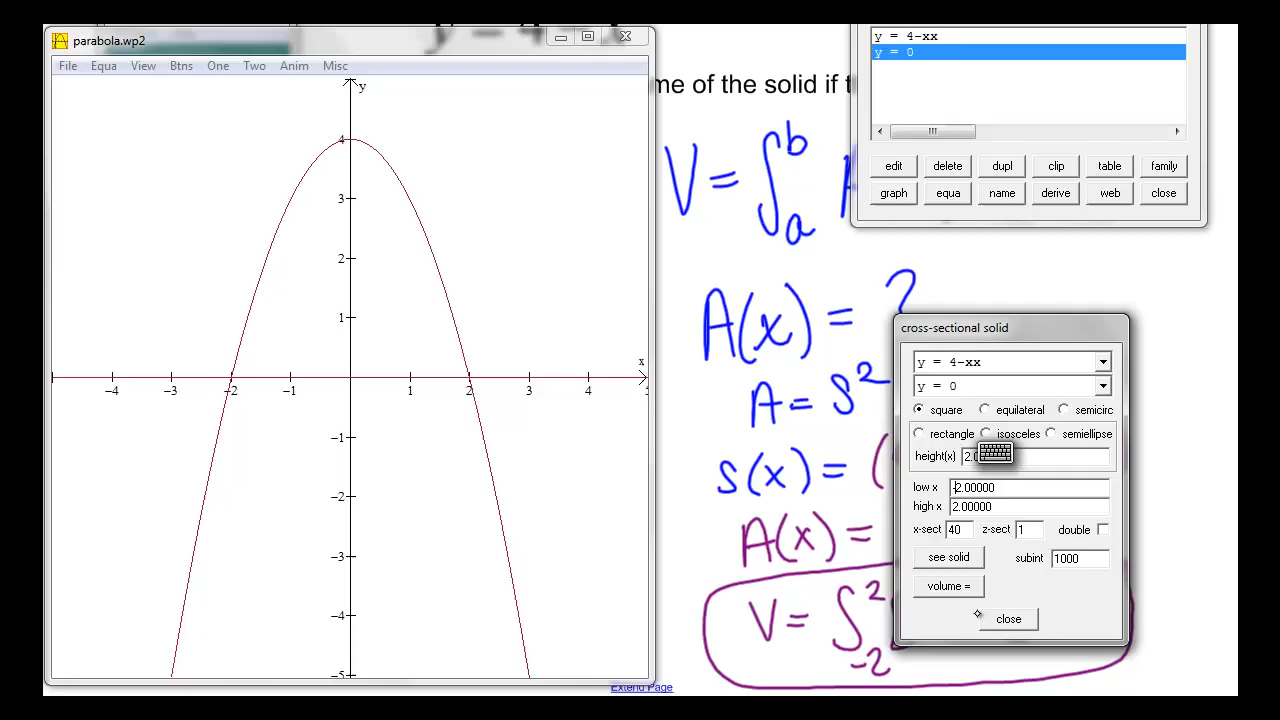 parabola.wp2
File Equa View Btns One Two Anim Misc
y
4
3
2
1
x
-4 -3 -2 -1 1 2 3 4
-1
-2
-3
-4
-5
me of the solid if
y = 4-xx
y = 0
edit delete dupl clip table family
graph equa name derive web close
V = ∫ₐᵇ
A(x) = ?
A = S²
s(x) = (
A(x) =
V = ∫₋₂²
cross-sectional solid
y = 4-xx
y = 0
square equilateral semicirc
rectangle isosceles semiellipse
height(x)
low x -2.00000
high x 2.00000
x-sect 40 z-sect 1 double
see solid subint 1000
volume =
close
Extend Page